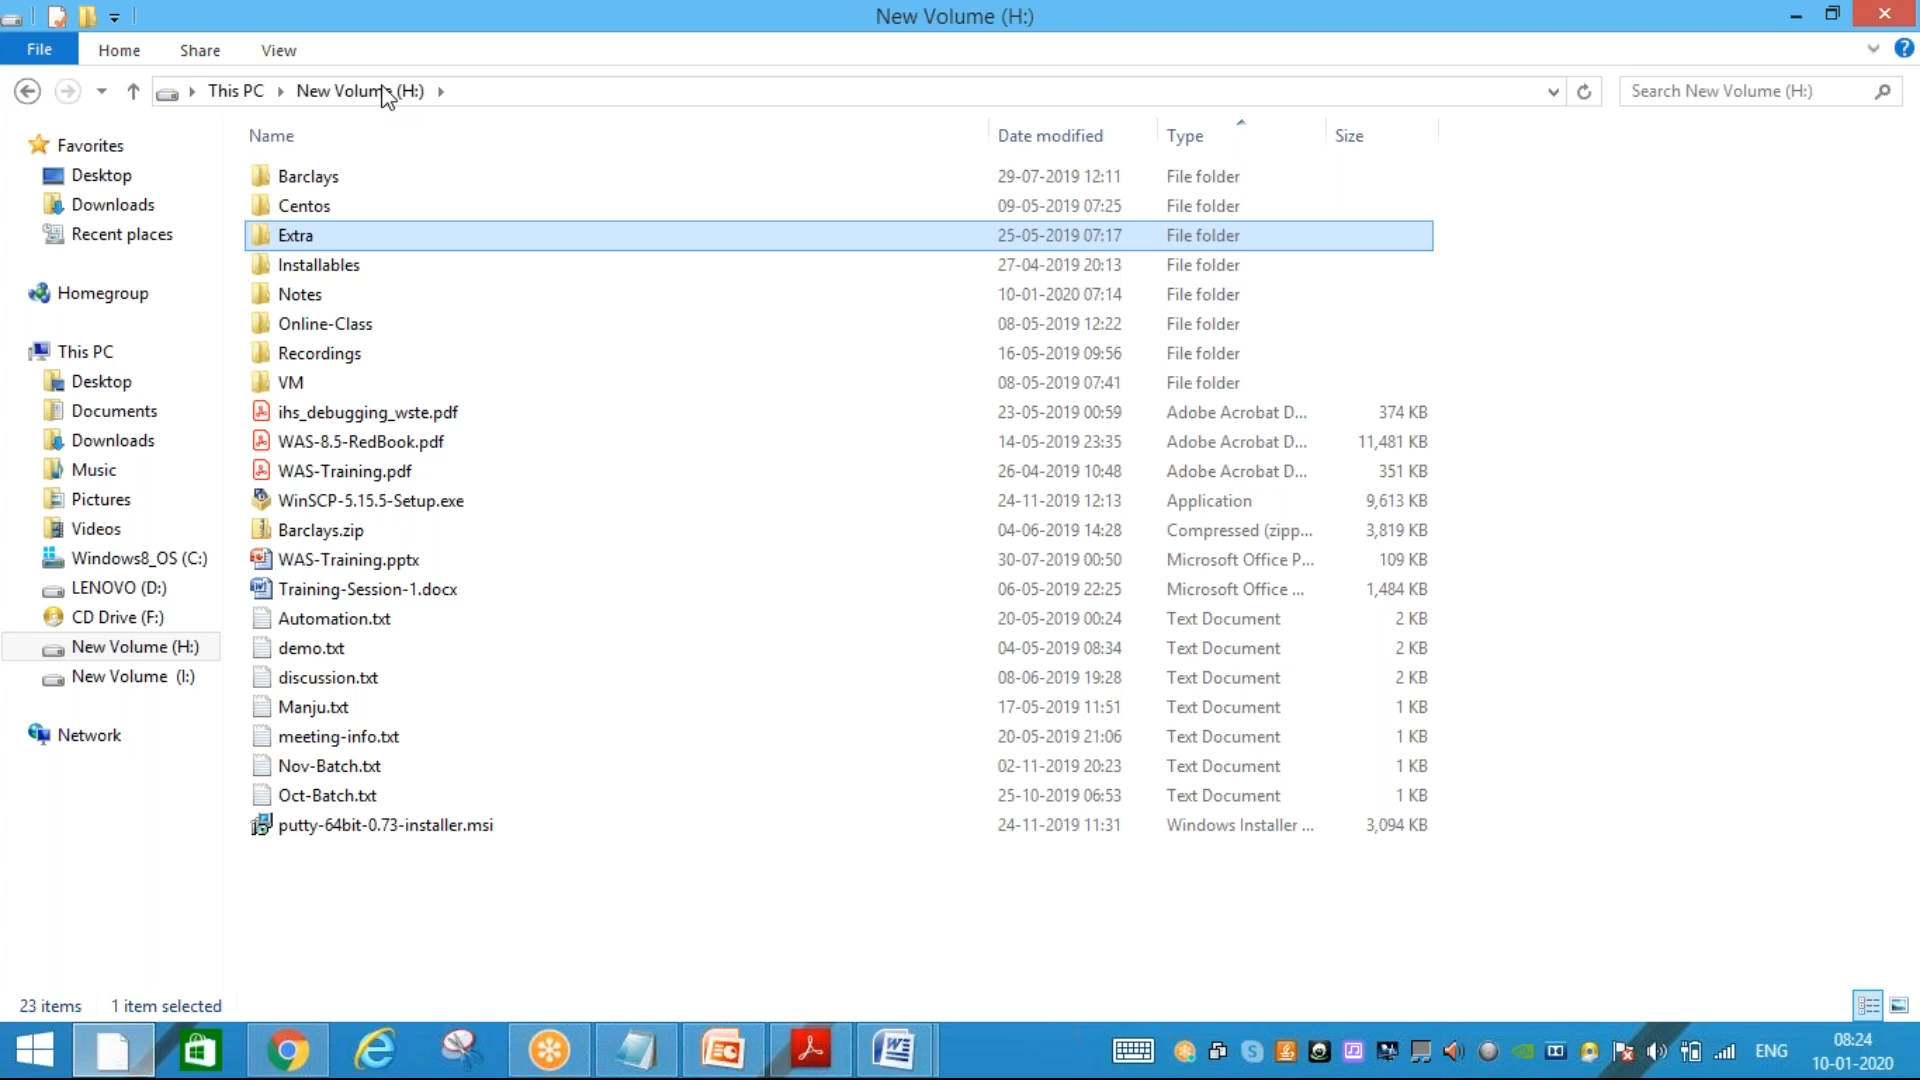 New Volume (H:)
File Home Share View
This PC New Volume (H:) Search New Volume (H:)
Name Date modified Type Size
Favorites
Desktop
Downloads
Recent places
Homegroup
This PC
Desktop
Documents
Downloads
Music
Pictures
Videos
Windows8_OS (C:)
LENOVO (D:)
CD Drive (F:)
New Volume (H:)
New Volume (I:)
Network
Barclays 29-07-2019 12:11 File folder
Centos 09-05-2019 07:25 File folder
Extra 25-05-2019 07:17 File folder
Installables 27-04-2019 20:13 File folder
Notes 10-01-2020 07:14 File folder
Online-Class 08-05-2019 12:22 File folder
Recordings 16-05-2019 09:56 File folder
VM 08-05-2019 07:41 File folder
ihs_debugging_wste.pdf 23-05-2019 00:59 Adobe Acrobat D... 374 KB
WAS-8.5-RedBook.pdf 14-05-2019 23:35 Adobe Acrobat D... 11,481 KB
WAS-Training.pdf 26-04-2019 10:48 Adobe Acrobat D... 351 KB
WinSCP-5.15.5-Setup.exe 24-11-2019 12:13 Application 9,613 KB
Barclays.zip 04-06-2019 14:28 Compressed (zipp... 3,819 KB
WAS-Training.pptx 30-07-2019 00:50 Microsoft Office P... 109 KB
Training-Session-1.docx 06-05-2019 22:25 Microsoft Office ... 1,484 KB
Automation.txt 20-05-2019 00:24 Text Document 2 KB
demo.txt 04-05-2019 08:34 Text Document 2 KB
discussion.txt 08-06-2019 19:28 Text Document 2 KB
Manju.txt 17-05-2019 11:51 Text Document 1 KB
meeting-info.txt 20-05-2019 21:06 Text Document 1 KB
Nov-Batch.txt 02-11-2019 20:23 Text Document 1 KB
Oct-Batch.txt 25-10-2019 06:53 Text Document 1 KB
putty-64bit-0.73-installer.msi 24-11-2019 11:31 Windows Installer ... 3,094 KB
23 items 1 item selected
ENG 08:24
10-01-2020